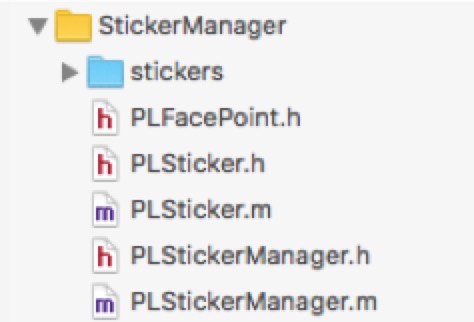 StickerManager
stickers
h PLFacePoint.h
h PLSticker.h
m PLSticker.m
h PLStickerManager.h
m PLStickerManager.m